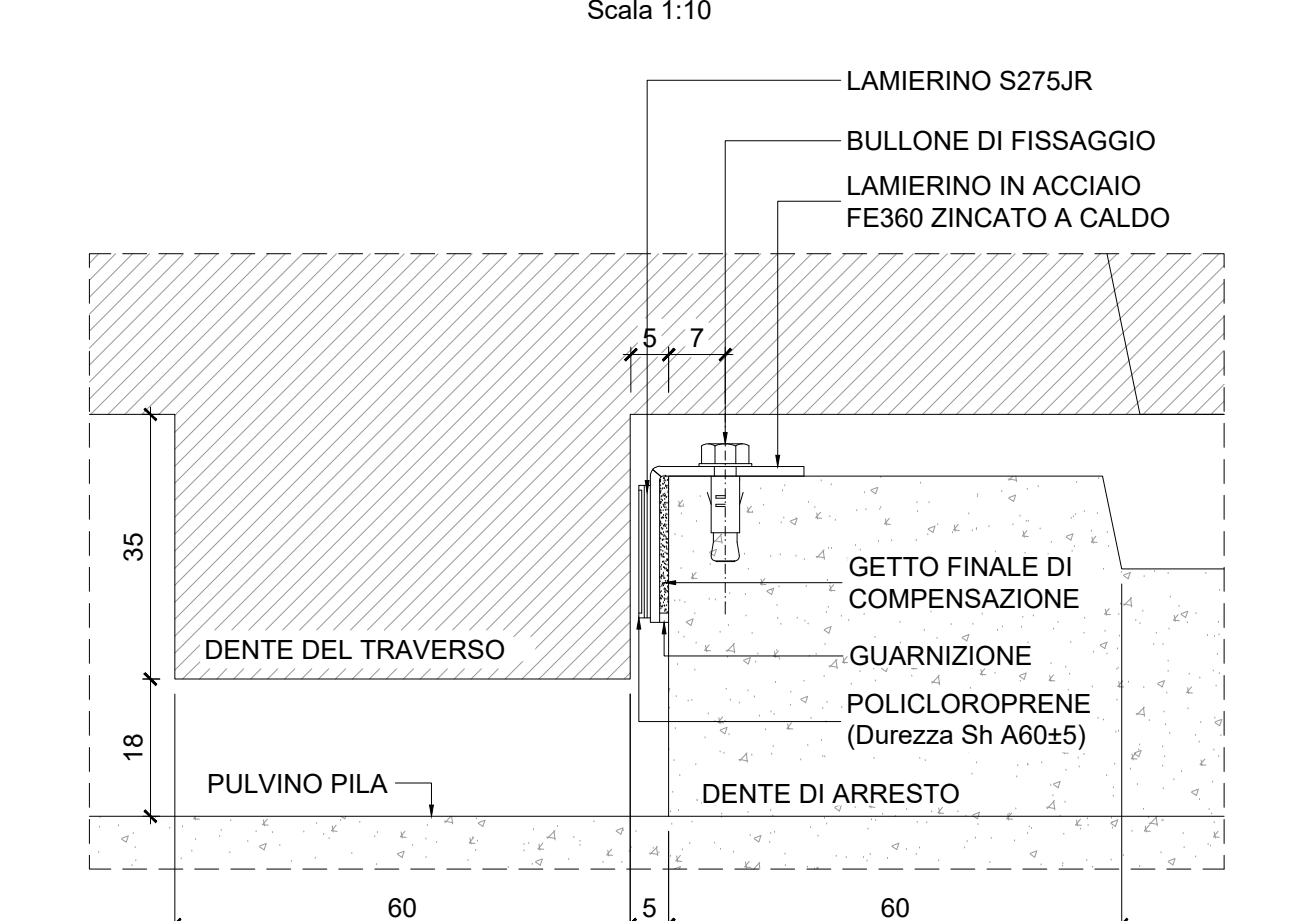 Scala 1:10
LAMIERINO S275JR
BULLONE DI FISSAGGIO
LAMIERINO IN ACCIAIO
FE360 ZINCATO A CALDO
5
7
35
GETTO FINALE DI
COMPENSAZIONE
DENTE DEL TRAVERSO
GUARNIZIONE
POLICLOROPRENE
(Durezza Sh A60±5)
18
PULVINO PILA
DENTE DI ARRESTO
60
5
60